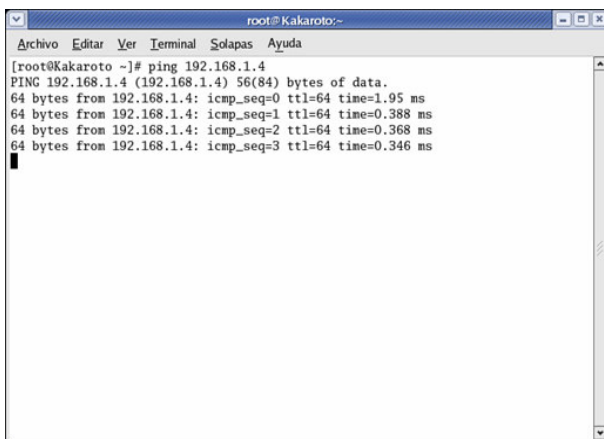 root@Kakaroto:~
Archivo Editar Ver Terminal Solapas Ayuda
[root@Kakaroto ~]# ping 192.168.1.4
PING 192.168.1.4 (192.168.1.4) 56(84) bytes of data.
64 bytes from 192.168.1.4: icmp_seq=0 ttl=64 time=1.95 ms
64 bytes from 192.168.1.4: icmp_seq=1 ttl=64 time=0.388 ms
64 bytes from 192.168.1.4: icmp_seq=2 ttl=64 time=0.368 ms
64 bytes from 192.168.1.4: icmp_seq=3 ttl=64 time=0.346 ms